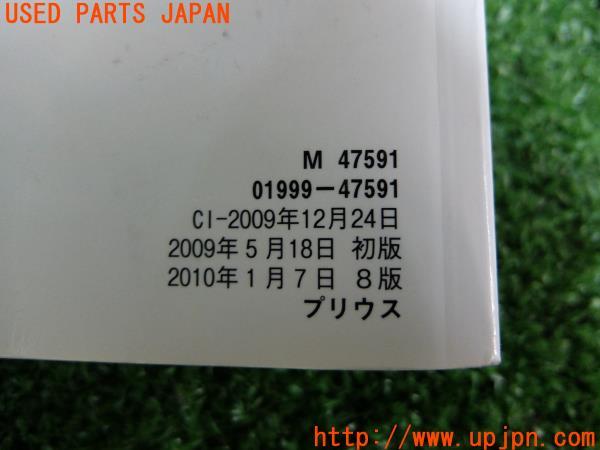 USED PARTS JAPAN
M 47591
01999-47591
CI-2009年12月24日
2009年5月18日 初版
2010年1月7日 8版
プリウス
http://www.upjpn.com